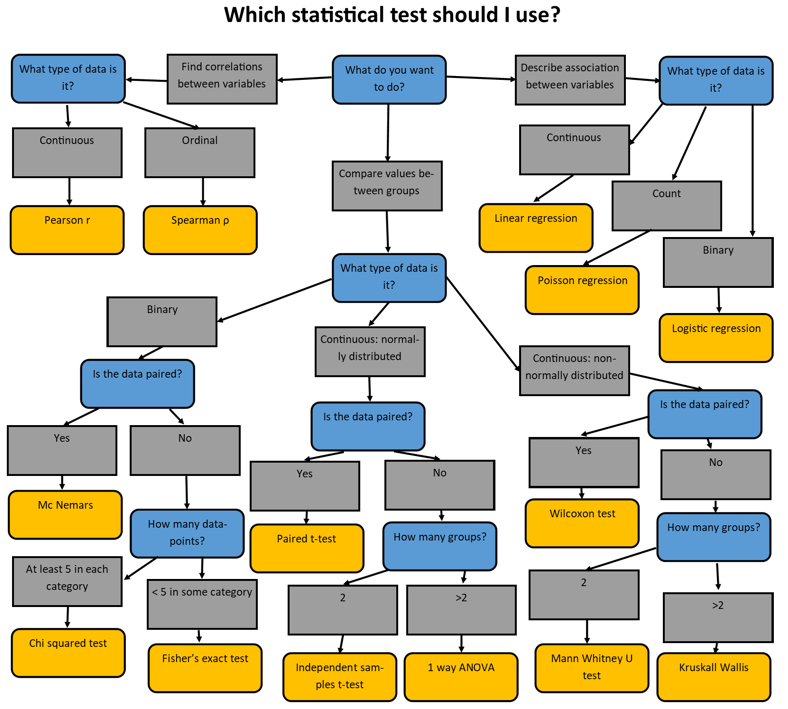 Which statistical test should I use?
What type of data is
it?
Find correlations
between variables
What do you want
to do?
Describe association
between variables
What type of data is
it?
Continuous
Ordinal
Pearson r
Spearman ρ
Compare values be-
tween groups
Continuous
Count
Binary
Linear regression
Poisson regression
Logistic regression
What type of data is
it?
Binary
Is the data paired?
Yes
No
Mc Nemars
How many data-
points?
At least 5 in each
category
< 5 in some category
Chi squared test
Fisher's exact test
Continuous: normal-
ly distributed
Is the data paired?
Yes
No
Paired t-test
How many groups?
2
>2
Independent sam-
ples t-test
1 way ANOVA
Continuous: non-
normally distributed
Is the data paired?
Yes
No
Wilcoxon test
How many groups?
2
>2
Mann Whitney U
test
Kruskall Wallis